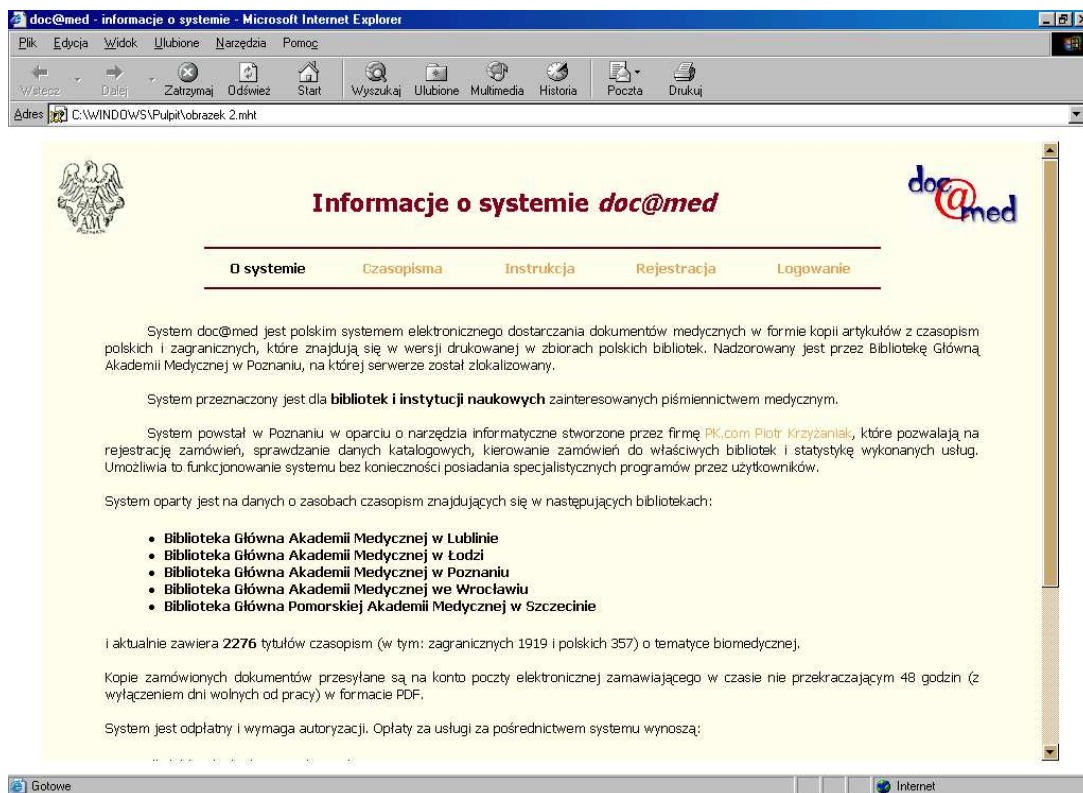 doc@med - informacje o systemie - Microsoft Internet Explorer
Plik Edycja Widok Ulubione Narzędzia Pomoc
Wstecz Dalej Zatrzymaj Odśwież Start Wyszukaj Ulubione Multimedia Historia Poczta Drukuj
Adres C:\WINDOWS\Pulpit\obrazek 2.mht
AM
doc
@med
Informacje o systemie doc@med
O systemie Czasopisma Instrukcja Rejestracja Logowanie
System doc@med jest polskim systemem elektronicznego dostarczania dokumentów medycznych w formie kopii artykułów z czasopism
polskich i zagranicznych, które znajdują się w wersji drukowanej w zbiorach polskich bibliotek. Nadzorowany jest przez Bibliotekę Główną
Akademii Medycznej w Poznaniu, na której serwerze został zlokalizowany.
System przeznaczony jest dla bibliotek i instytucji naukowych zainteresowanych piśmiennictwem medycznym.
System powstał w Poznaniu w oparciu o narzędzia informatyczne stworzone przez firmę PK.com Piotr Krzyżaniak, które pozwalają na
rejestrację zamówień, sprawdzanie danych katalogowych, kierowanie zamówień do właściwych bibliotek i statystykę wykonanych usług.
Umożliwia to funkcjonowanie systemu bez konieczności posiadania specjalistycznych programów przez użytkowników.
System oparty jest na danych o zasobach czasopism znajdujących się w następujących bibliotekach:
• Biblioteka Główna Akademii Medycznej w Lublinie
• Biblioteka Główna Akademii Medycznej w Łodzi
• Biblioteka Główna Akademii Medycznej w Poznaniu
• Biblioteka Główna Akademii Medycznej we Wrocławiu
• Biblioteka Główna Pomorskiej Akademii Medycznej w Szczecinie
i aktualnie zawiera 2276 tytułów czasopism (w tym: zagranicznych 1919 i polskich 357) o tematyce biomedycznej.
Kopie zamówionych dokumentów przesyłane są na konto poczty elektronicznej zamawiającego w czasie nie przekraczającym 48 godzin (z
wyłączeniem dni wolnych od pracy) w formacie PDF.
System jest odpłatny i wymaga autoryzacji. Opłaty za usługi za pośrednictwem systemu wynoszą:
Gotowe Internet